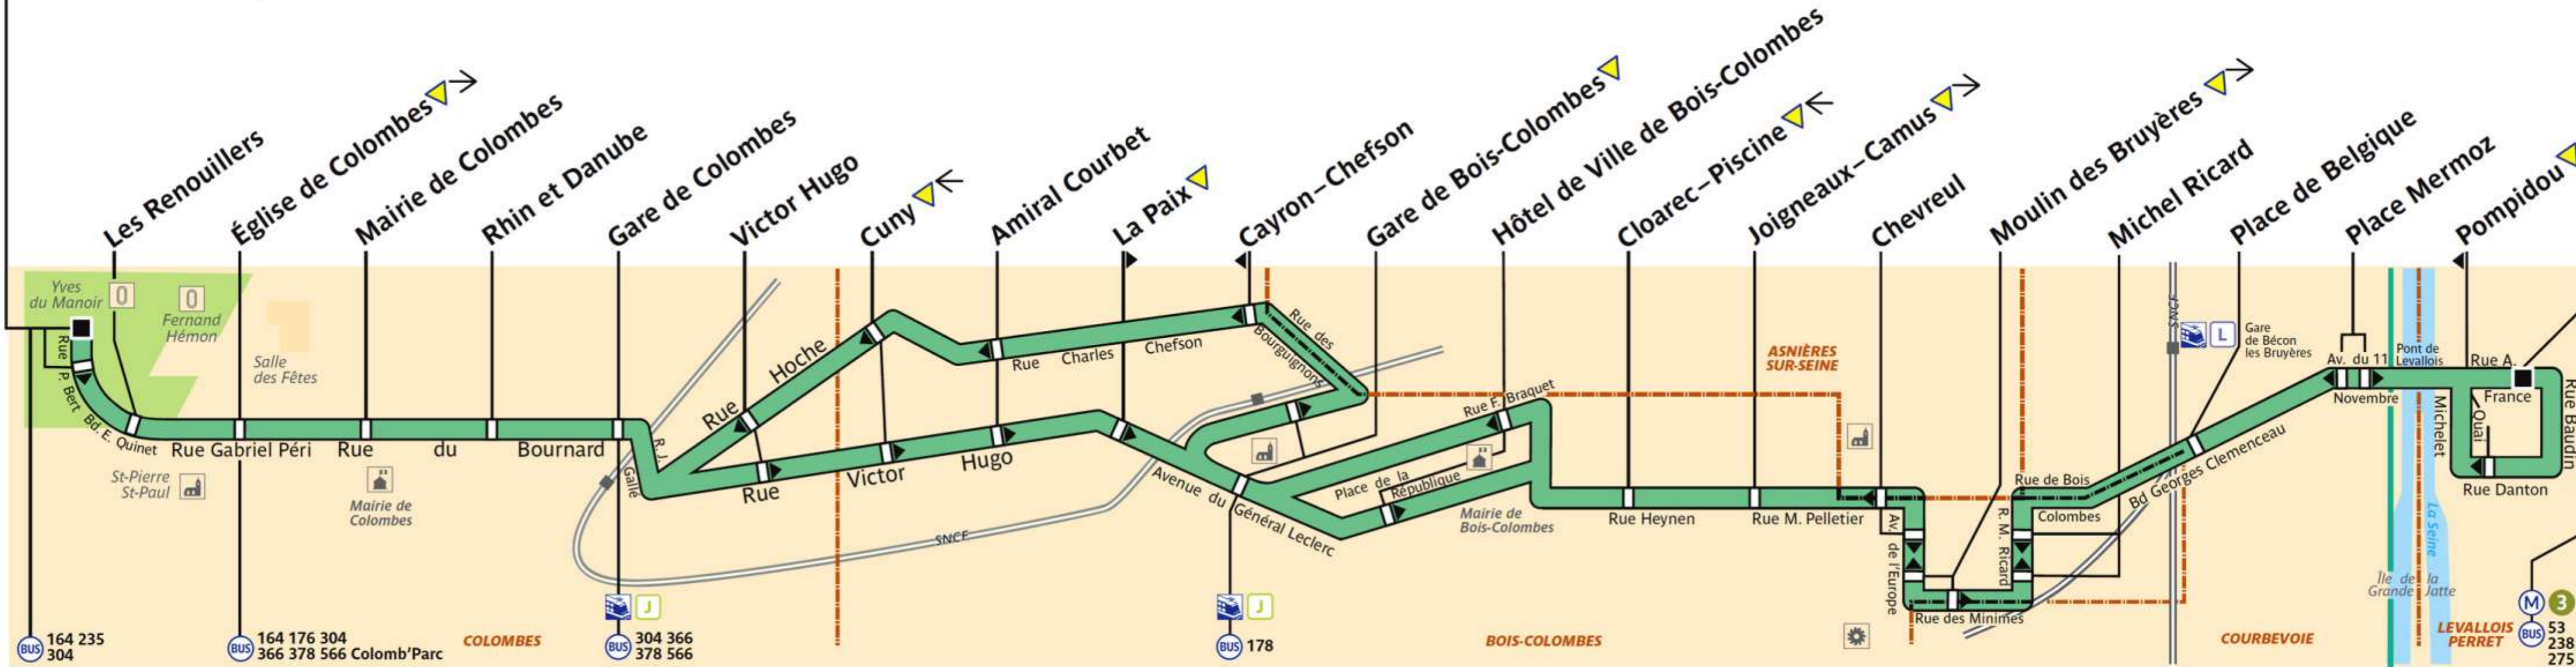 Les Renouillers
Église de Colombes
Mairie de Colombes
Rhin et Danube
Gare de Colombes
Victor Hugo
Cuny
Amiral Courbet
La Paix
Cayron–Chefson
Gare de Bois-Colombes
Hôtel de Ville de Bois-Colombes
Cloarec–Piscine
Joigneaux–Camus
Chevreul
Moulin des Bruyères
Michel Ricard
Place de Belgique
Place Mermoz
Pompidou
Yves
du Manoir
Fernand
Hémon
Salle
des Fêtes
Rue P. Bert
Bd. E. Quinet
Rue Gabriel Péri
Rue du Bournard
St-Pierre
St-Paul
Mairie de
Colombes
R. J.
Gallé
Rue Hoche
Rue Victor Hugo
Rue Charles Chefson
Rue des
Bourguignons
SNCF
Avenue du Général Leclerc
Place de la
République
Rue F. Braquet
Mairie de
Bois-Colombes
Rue Heynen
Rue M. Pelletier
ASNIÈRES
SUR-SEINE
Av. de l'Europe
Rue des Minimes
R. M. Ricard
Rue de Bois
Colombes
Bd Georges Clemenceau
SNCF
L
Gare
de Bécon
les Bruyères
Av. du 11
Novembre
Pont de
Levallois
Rue A.
France
Michelet
Quai
Rue Baudin
Rue Danton
La Seine
Île de la
Grande Jatte
BUS 164 235
304
BUS 164 176 304
366 378 566 Colomb'Parc
COLOMBES
J
BUS 304 366
378 566
J
BUS 178
BOIS-COLOMBES
COURBEVOIE
LEVALLOIS
PERRET
M 3
BUS 53
238
275